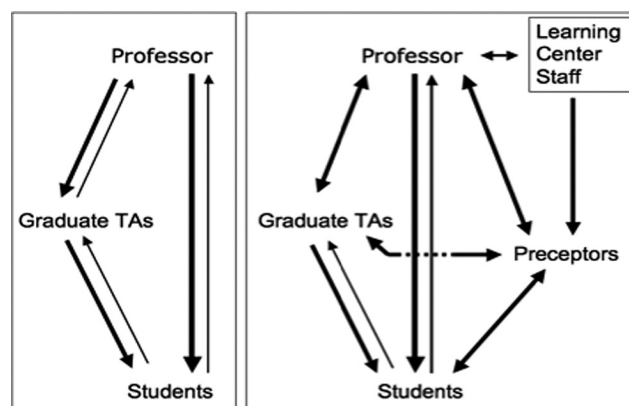 Professor
Graduate TAs
Students
Professor
Learning
Center
Staff
Graduate TAs
Preceptors
Students